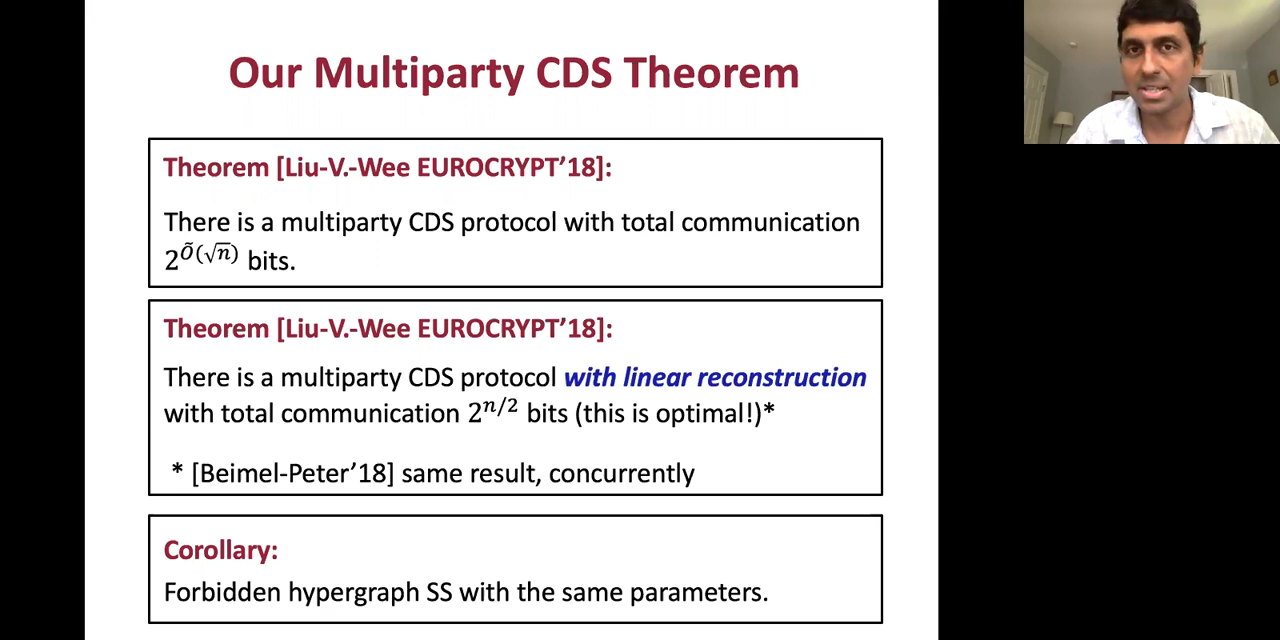 Our Multiparty CDS Theorem
Theorem [Liu-V.-Wee EUROCRYPT’18]:
There is a multiparty CDS protocol with total communication
2^Õ(√n) bits.
Theorem [Liu-V.-Wee EUROCRYPT’18]:
There is a multiparty CDS protocol with linear reconstruction
with total communication 2^n/2 bits (this is optimal!)*
* [Beimel-Peter’18] same result, concurrently
Corollary:
Forbidden hypergraph SS with the same parameters.